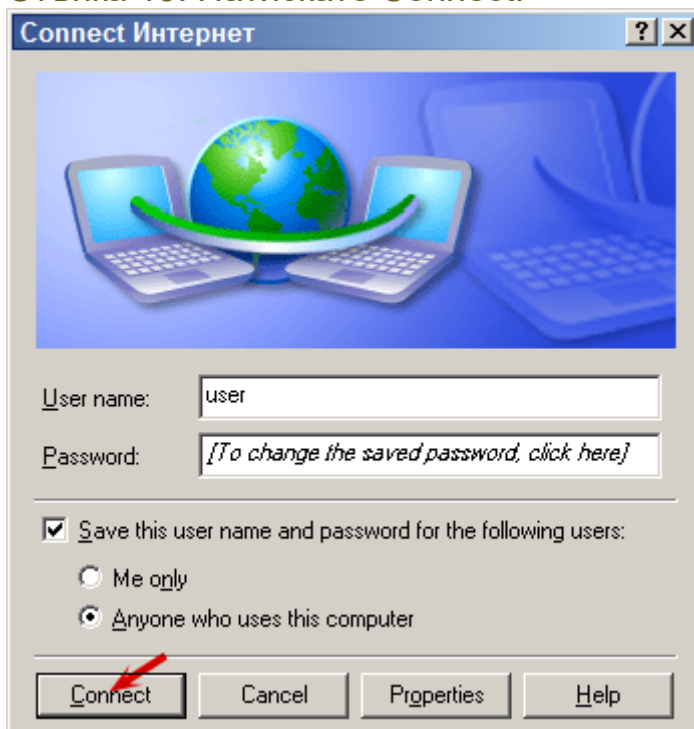 Connect Интернет
User name:
user
Password:
[To change the saved password, click here]
Save this user name and password for the following users:
Me only
Anyone who uses this computer
Connect Cancel Properties Help